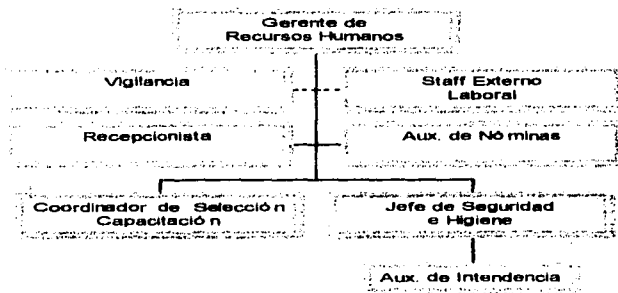 Gerente de
Recursos Humanos
Vigilancia
Staff Externo
Laboral
Recepcionista
Aux. de Nóminas
Coordinador de Selección
Capacitación
Jefe de Seguridad
e Higiene
Aux. de Intendencia